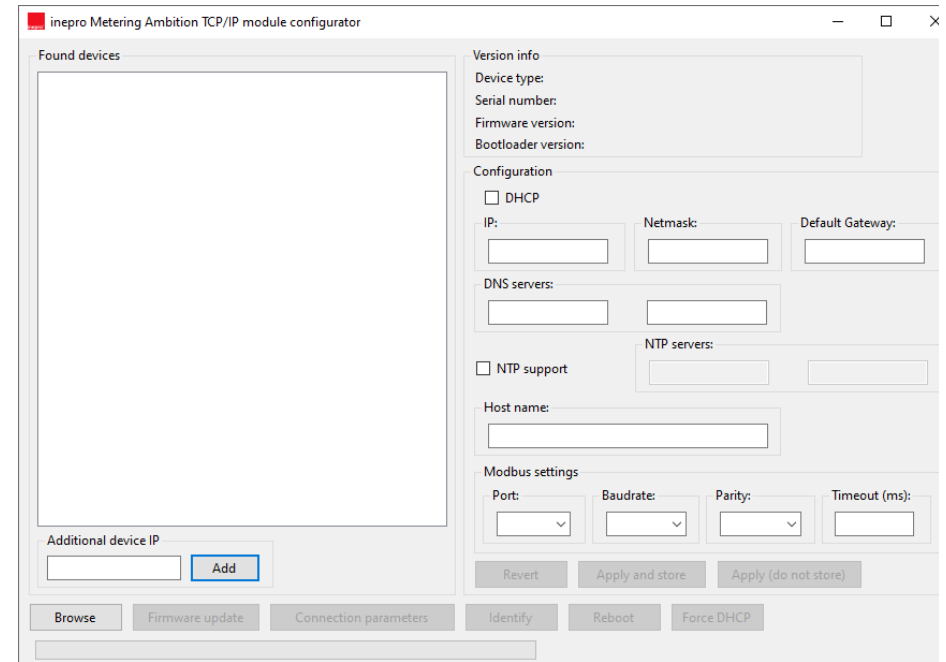 inepro
inepro Metering Ambition TCP/IP module configurator
Found devices
Additional device IP
Add
Version info
Device type:
Serial number:
Firmware version:
Bootloader version:
Configuration
DHCP
IP:
Netmask:
Default Gateway:
DNS servers:
NTP support
NTP servers:
Host name:
Modbus settings
Port:
Baudrate:
Parity:
Timeout (ms):
Revert
Apply and store
Apply (do not store)
Browse
Firmware update
Connection parameters
Identify
Reboot
Force DHCP